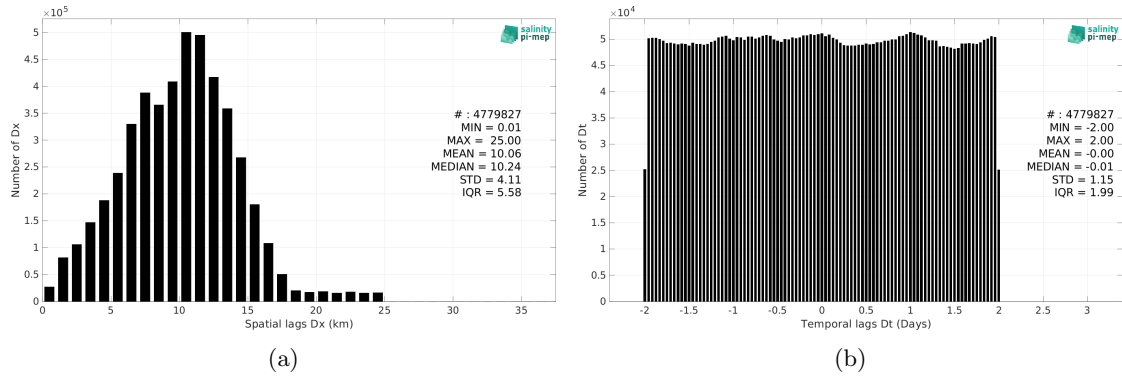 ×10⁵
5
4.5
4
3.5
3
2.5
2
1.5
1
0.5
0
Number of Dx
0 5 10 15 20 25 30 35
Spatial lags Dx (km)
salinity
pi-mep
# : 4779827
MIN = 0.01
MAX = 25.00
MEAN = 10.06
MEDIAN = 10.24
STD = 4.11
IQR = 5.58
(a)
×10⁴
5
4.5
4
3.5
3
2.5
2
1.5
1
0.5
0
Number of Dt
-2 -1.5 -1 -0.5 0 0.5 1 1.5 2 2.5 3
Temporal lags Dt (Days)
salinity
pi-mep
# : 4779827
MIN = -2.00
MAX = 2.00
MEAN = -0.00
MEDIAN = -0.01
STD = 1.15
IQR = 1.99
(b)